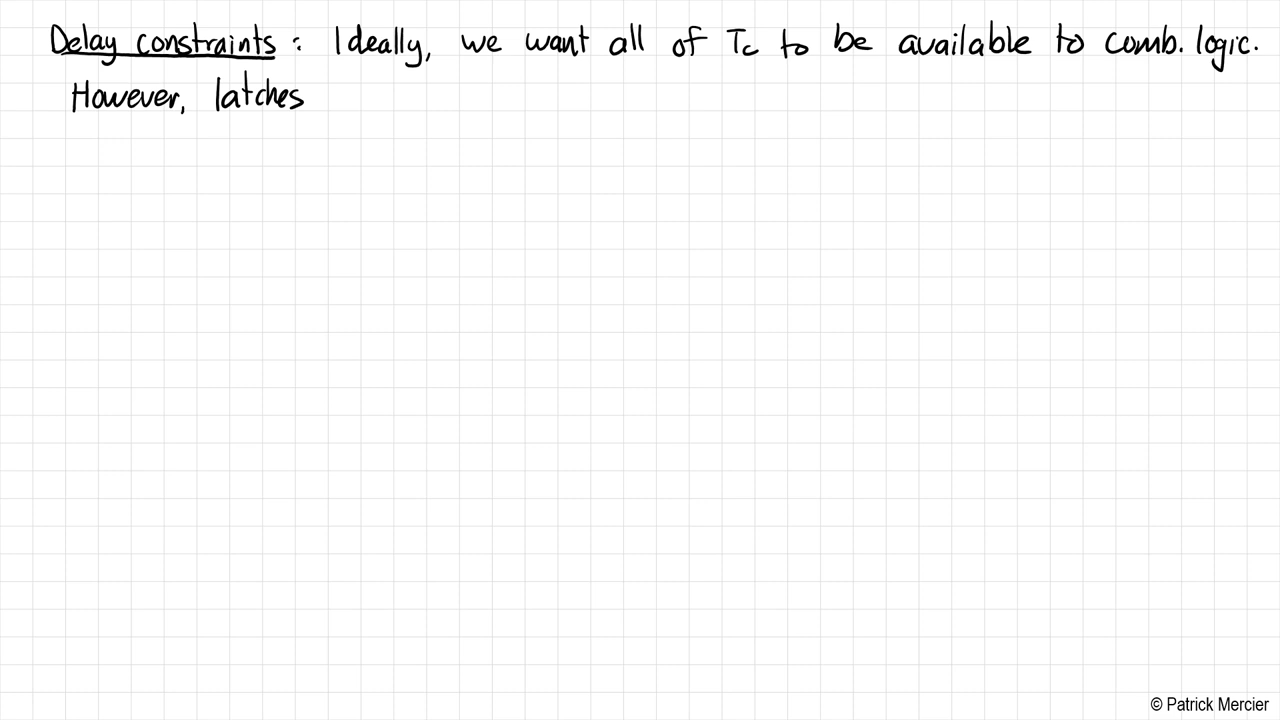 Delay constraints : Ideally, we want all of Tc to be available to comb. logic.
However, latches
© Patrick Mercier